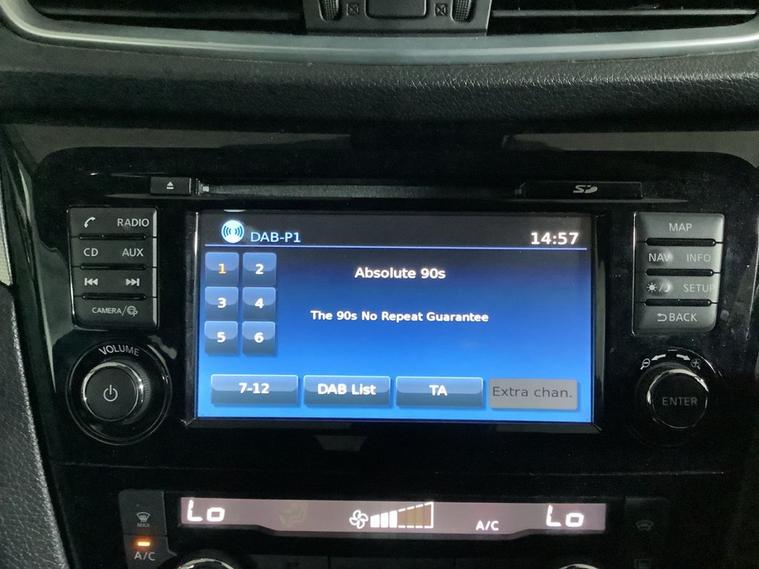 SD
RADIO
DAB-P1
14:57
MAP
CD AUX
1 2
Absolute 90s
NAV INFO
3 4
The 90s No Repeat Guarantee
SETUP
CAMERA/
5 6
BACK
VOLUME
7-12
DAB List
TA
Extra chan.
ENTER
Lo
A/C
Lo
MAX
A/C